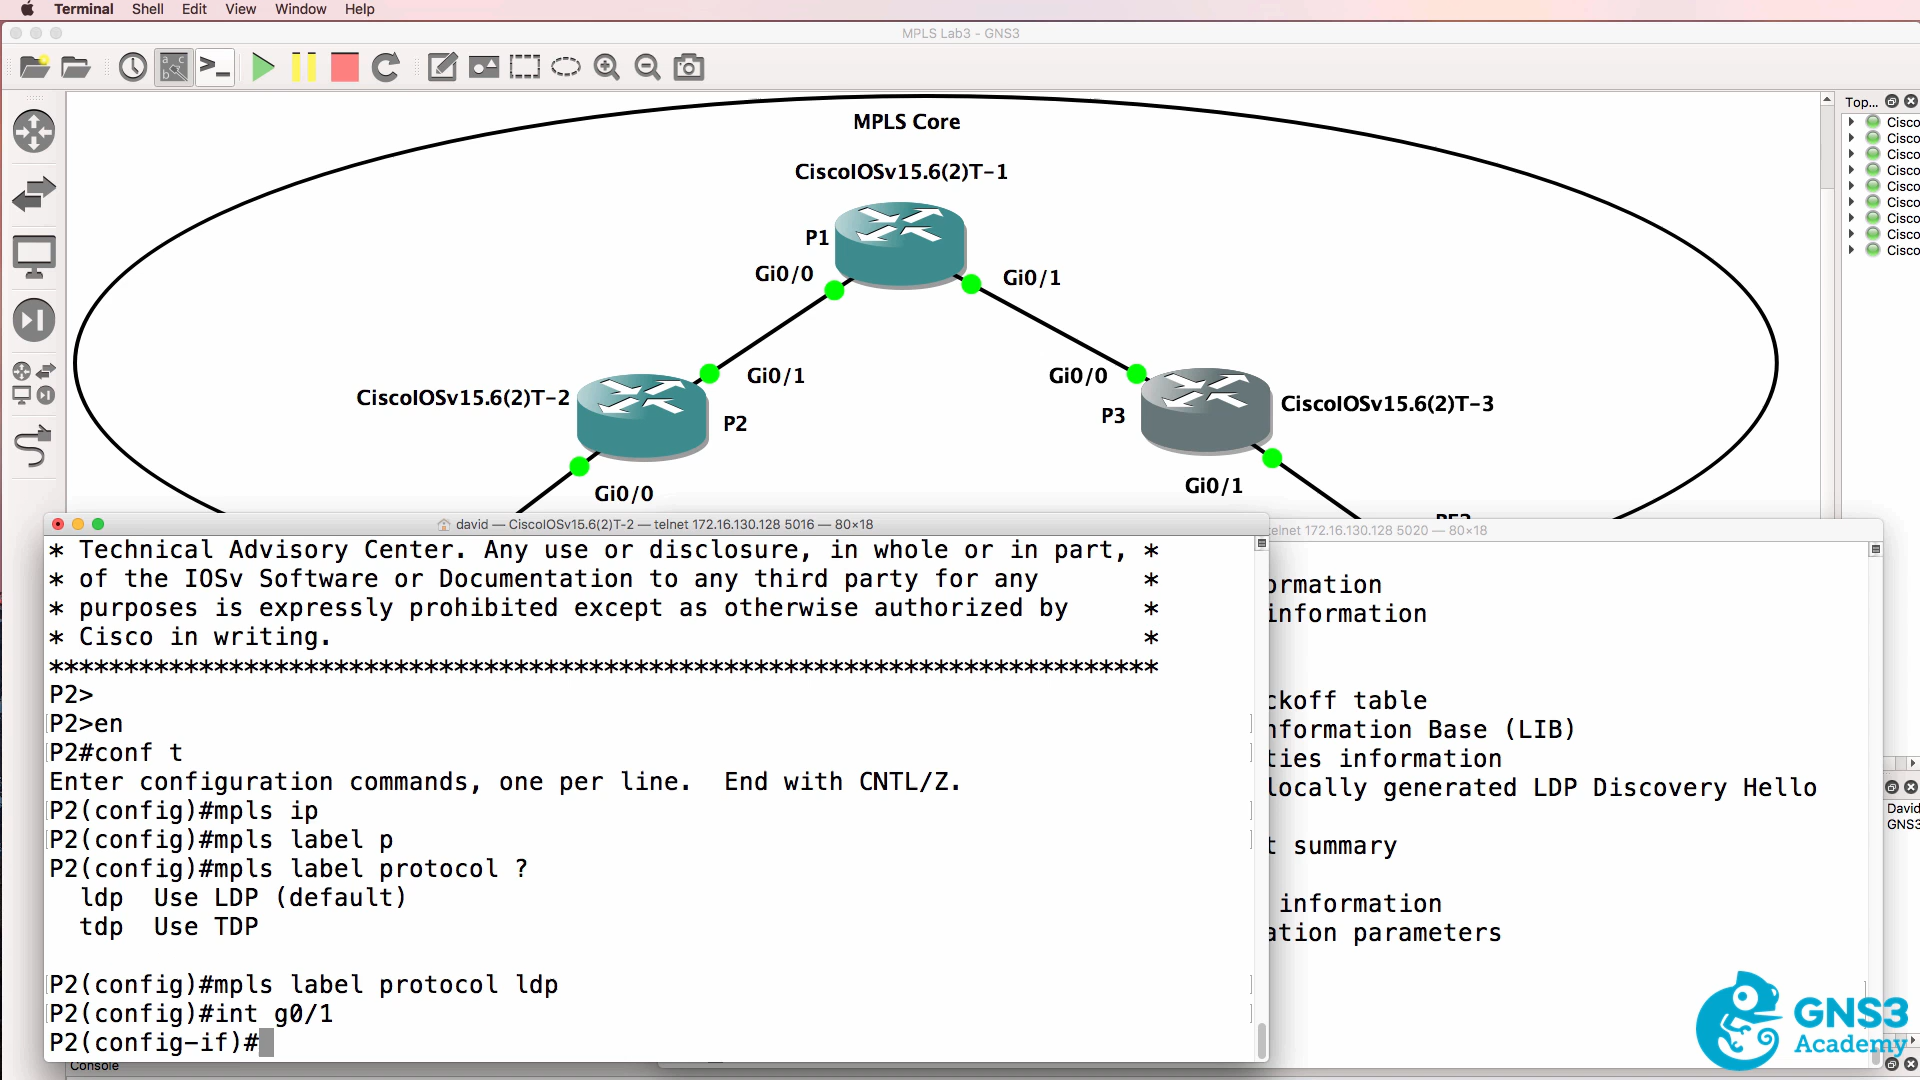 Terminal Shell Edit View Window Help
MPLS Lab3 - GNS3
MPLS Core
CiscoIOSv15.6(2)T-1
P1
Gi0/0
Gi0/1
Gi0/1
Gi0/0
CiscoIOSv15.6(2)T-2
P2
P3
CiscoIOSv15.6(2)T-3
Gi0/0
Gi0/1
Top...
Cisco
Cisco
Cisco
Cisco
Cisco
Cisco
Cisco
Cisco
Cisco
david — CiscoIOSv15.6(2)T-2 — telnet 172.16.130.128 5016 — 80×18
* Technical Advisory Center. Any use or disclosure, in whole or in part, *
* of the IOSv Software or Documentation to any third party for any *
* purposes is expressly prohibited except as otherwise authorized by *
* Cisco in writing. *
**************************************************************************
P2>
P2>en
P2#conf t
Enter configuration commands, one per line. End with CNTL/Z.
P2(config)#mpls ip
P2(config)#mpls label p
P2(config)#mpls label protocol ?
ldp Use LDP (default)
tdp Use TDP
P2(config)#mpls label protocol ldp
P2(config)#int g0/1
P2(config-if)#
telnet 172.16.130.128 5020 — 80×18
information
ckoff table
nformation Base (LIB)
ties information
locally generated LDP Discovery Hello
t summary
information
ation parameters
David
GNS3
Console
GNS3
Academy